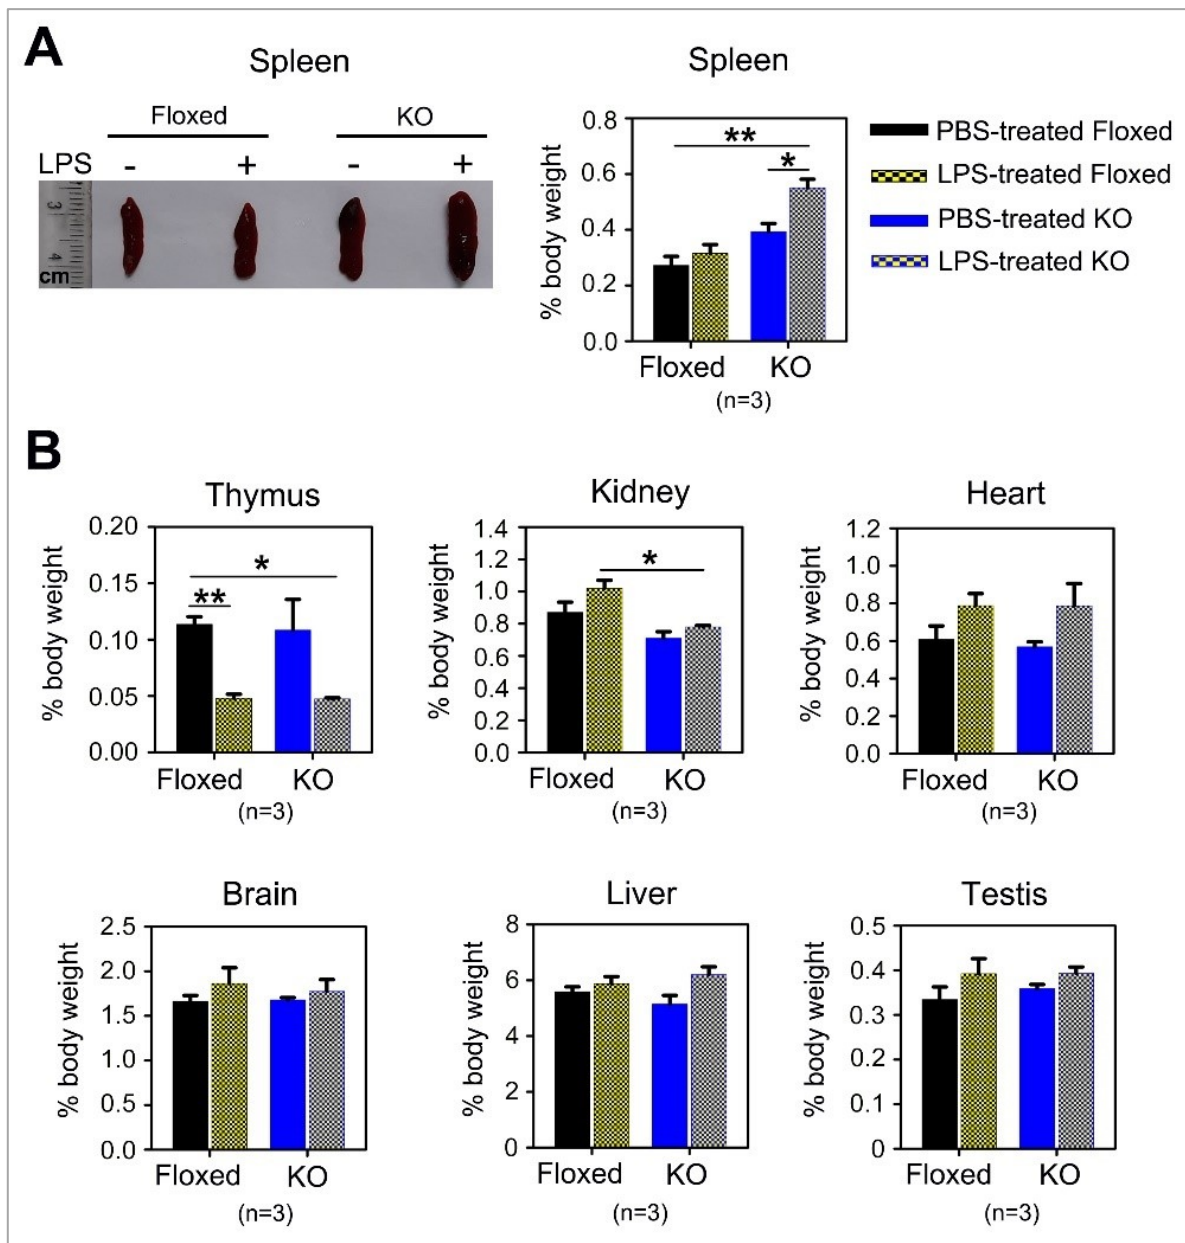 A
Spleen
Floxed KO
LPS - + - +
3
4
cm
Spleen
% body weight
0.8
0.6
0.4
0.2
0.0
** 
*
Floxed KO
(n=3)
PBS-treated Floxed
LPS-treated Floxed
PBS-treated KO
LPS-treated KO
B
Thymus
% body weight
0.20
0.15
0.10
0.05
0.00
*
**
Floxed KO
(n=3)
Kidney
% body weight
1.4
1.2
1.0
0.8
0.6
0.4
0.2
0.0
*
Floxed KO
(n=3)
Heart
% body weight
1.2
1.0
0.8
0.6
0.4
0.2
0.0
Floxed KO
(n=3)
Brain
% body weight
2.5
2.0
1.5
1.0
0.5
0.0
Floxed KO
(n=3)
Liver
% body weight
8
6
4
2
0
Floxed KO
(n=3)
Testis
% body weight
0.5
0.4
0.3
0.2
0.1
0
Floxed KO
(n=3)